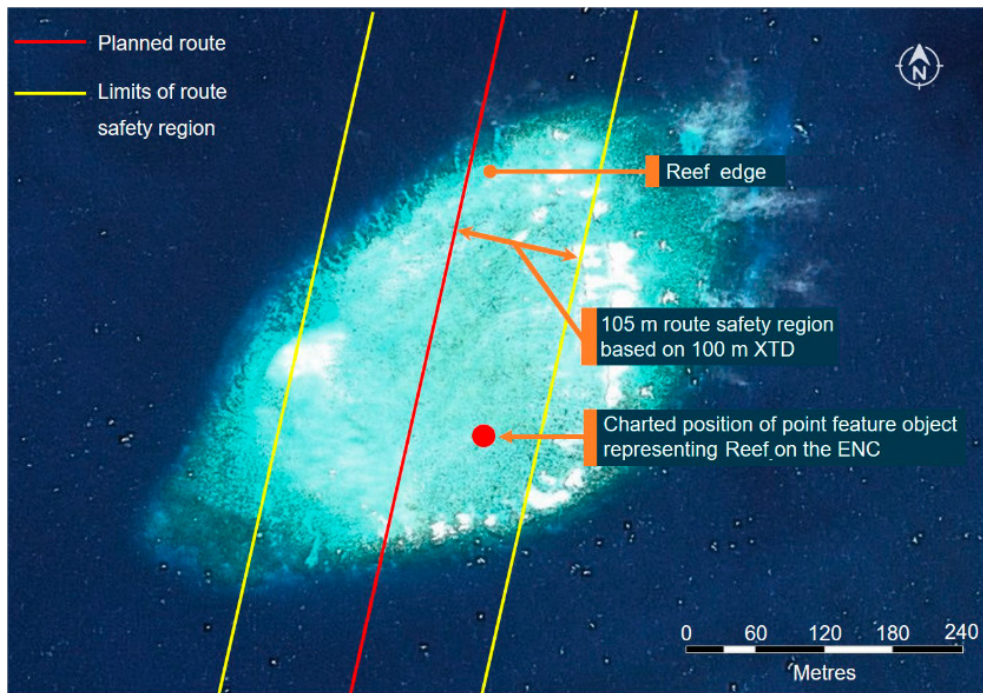 Planned route
Limits of route
safety region
N
Reef edge
105 m route safety region
based on 100 m XTD
Charted position of point feature object
representing Reef on the ENC
0 60 120 180 240
Metres